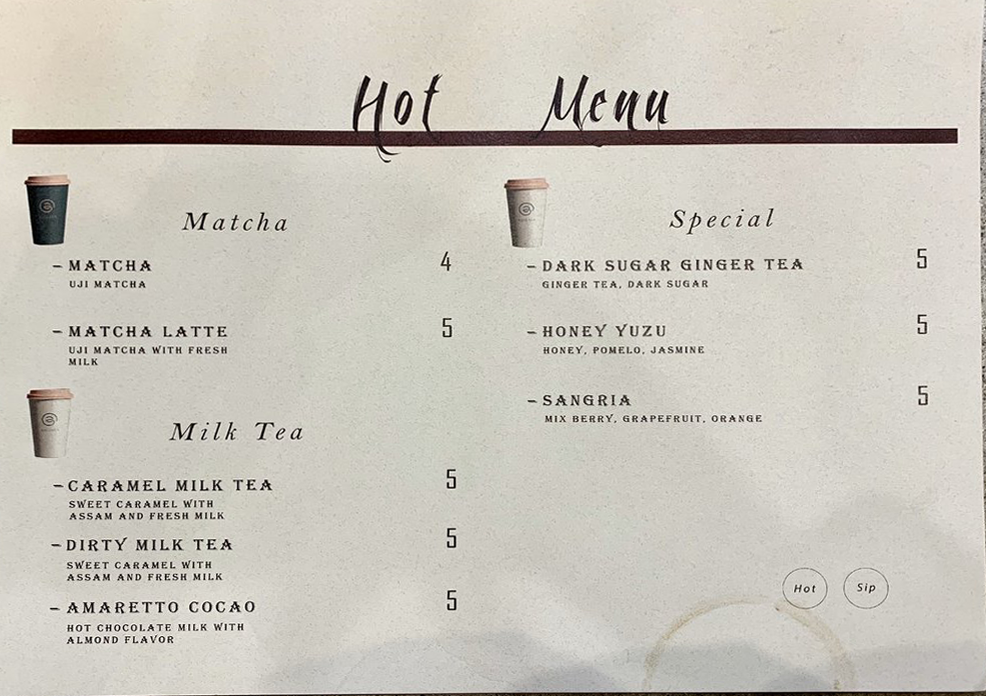 Hot Menu
Matcha
– MATCHA 4
UJI MATCHA
– MATCHA LATTE 5
UJI MATCHA WITH FRESH
MILK
Milk Tea
– CARAMEL MILK TEA 5
SWEET CARAMEL WITH
ASSAM AND FRESH MILK
– DIRTY MILK TEA 5
SWEET CARAMEL WITH
ASSAM AND FRESH MILK
– AMARETTO COCAO 5
HOT CHOCOLATE MILK WITH
ALMOND FLAVOR
Special
– DARK SUGAR GINGER TEA 5
GINGER TEA, DARK SUGAR
– HONEY YUZU 5
HONEY, POMELO, JASMINE
– SANGRIA 5
MIX BERRY, GRAPEFRUIT, ORANGE
Hot Sip